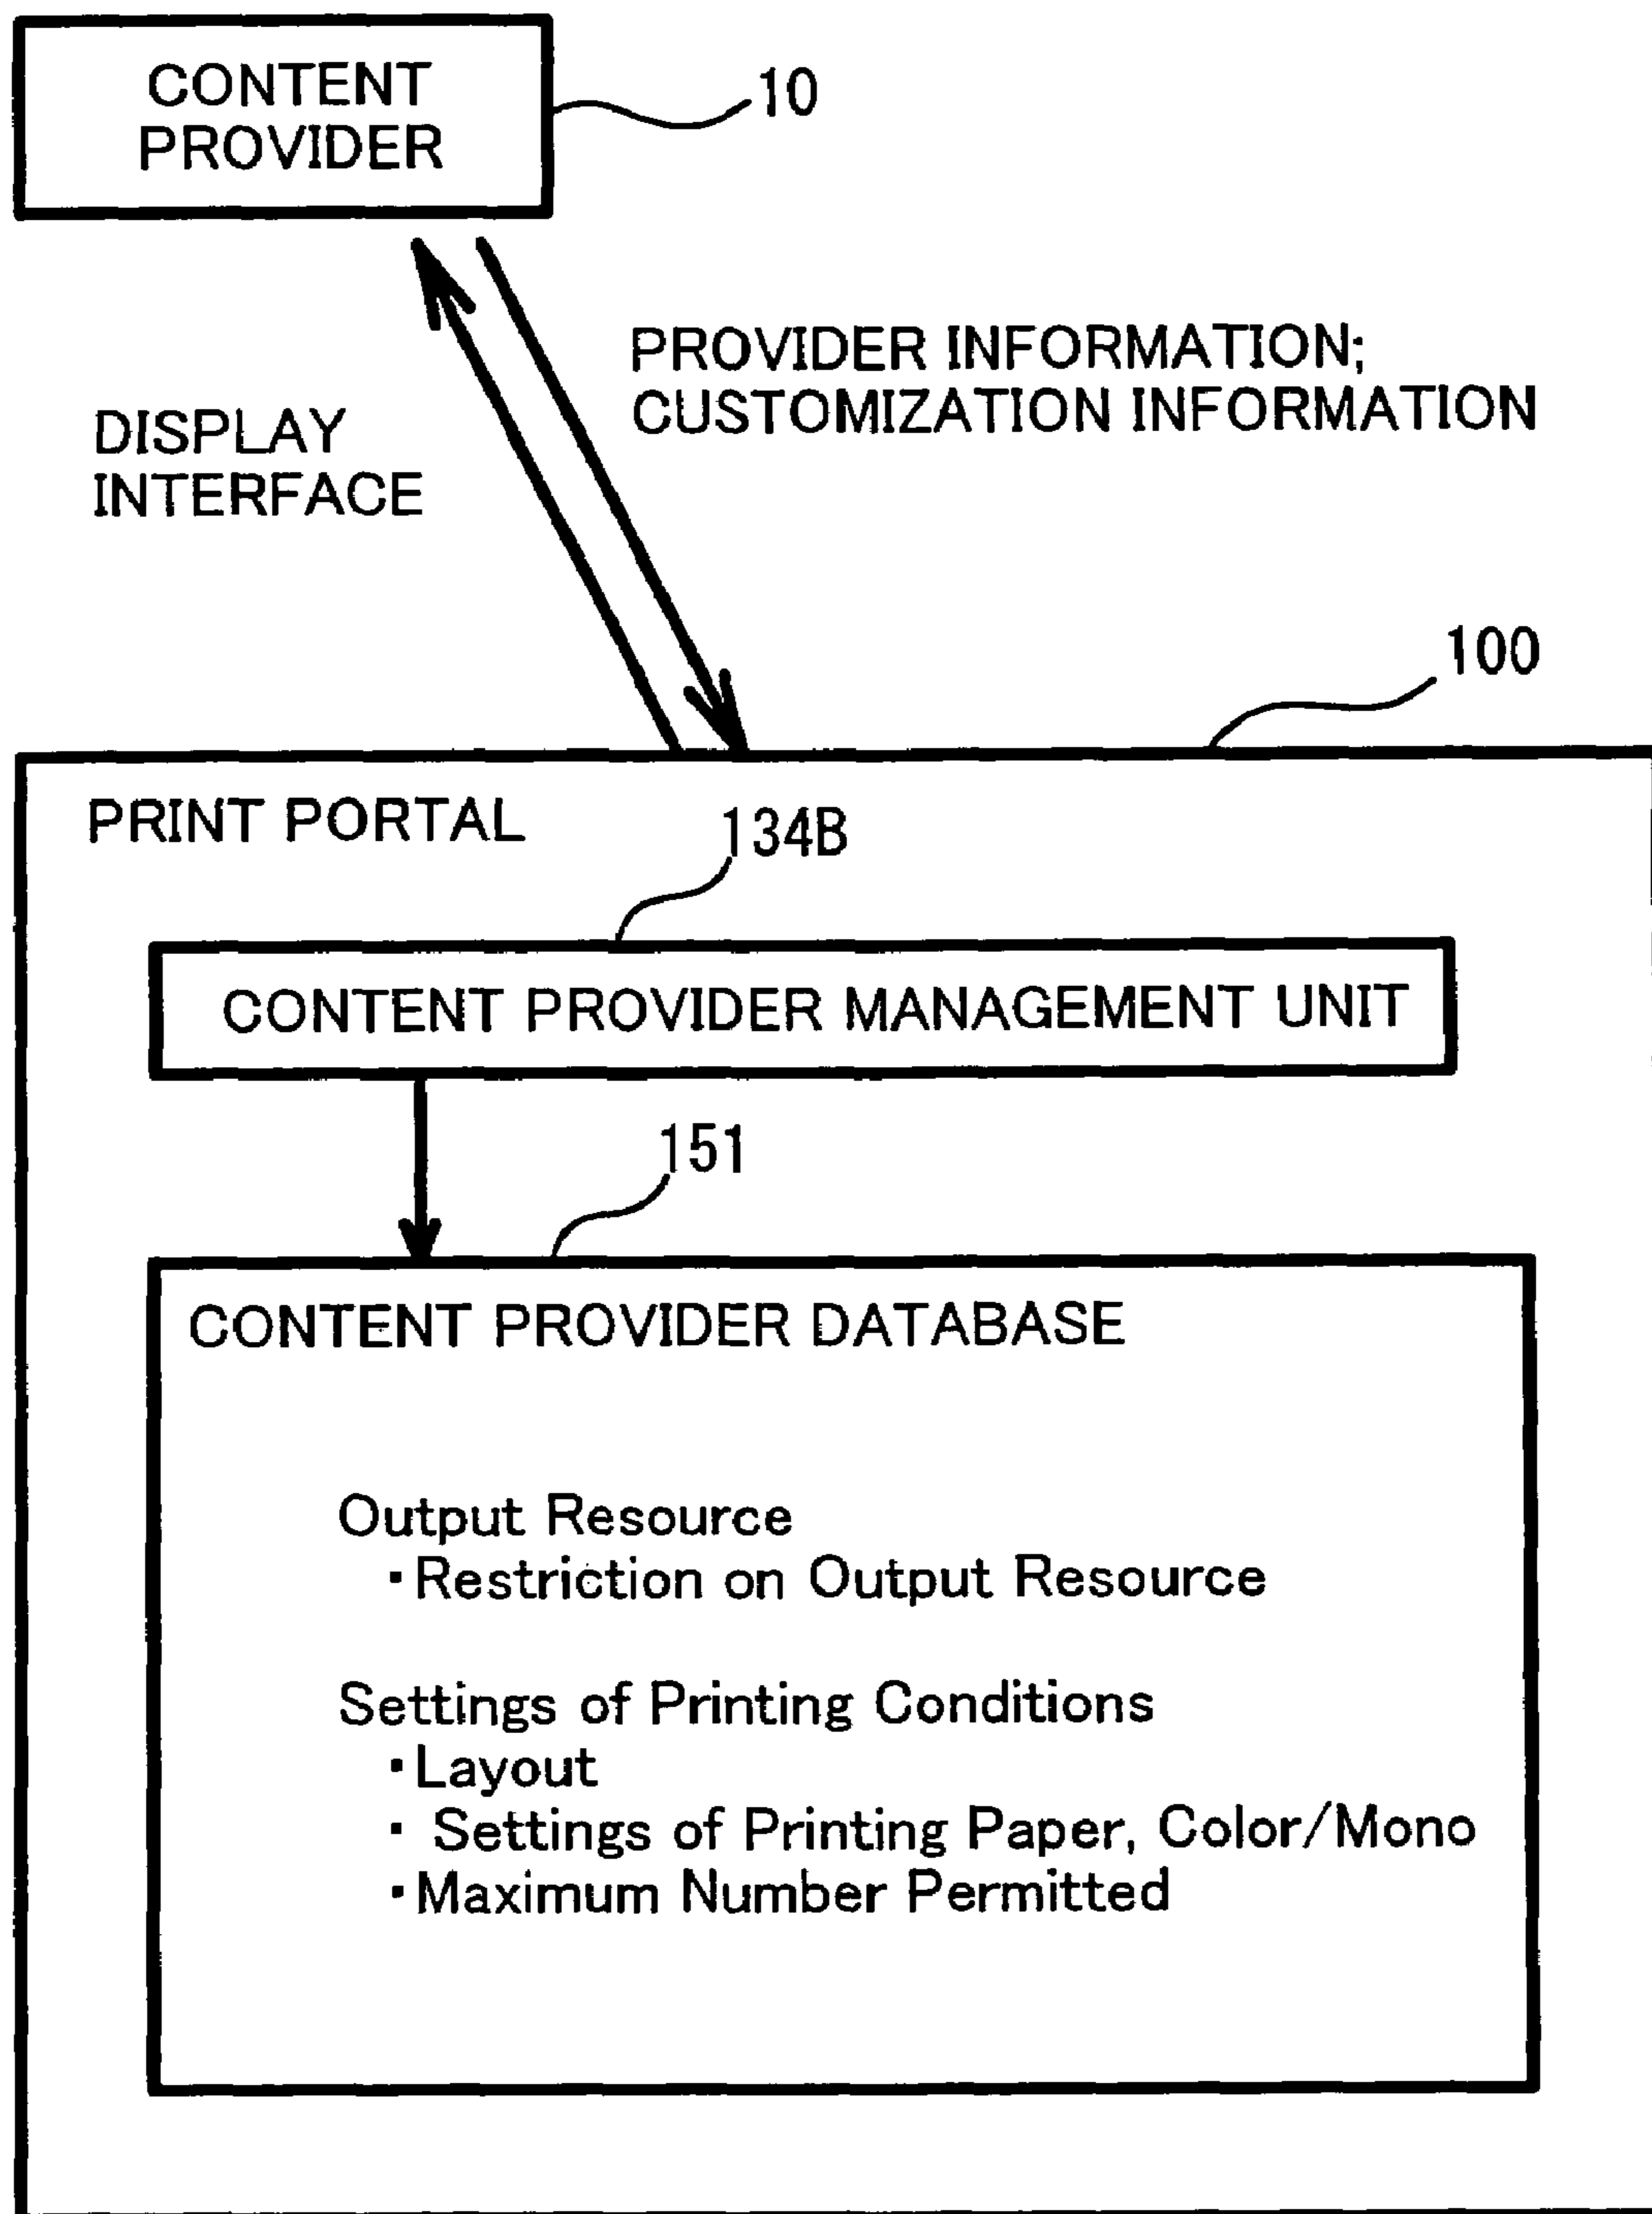 CONTENT
PROVIDER
10
PROVIDER INFORMATION;
CUSTOMIZATION INFORMATION
DISPLAY
INTERFACE
100
PRINT PORTAL
134B
CONTENT PROVIDER MANAGEMENT UNIT
151
CONTENT PROVIDER DATABASE
Output Resource
・Restriction on Output Resource
Settings of Printing Conditions
・Layout
・ Settings of Printing Paper, Color/Mono
・Maximum Number Permitted